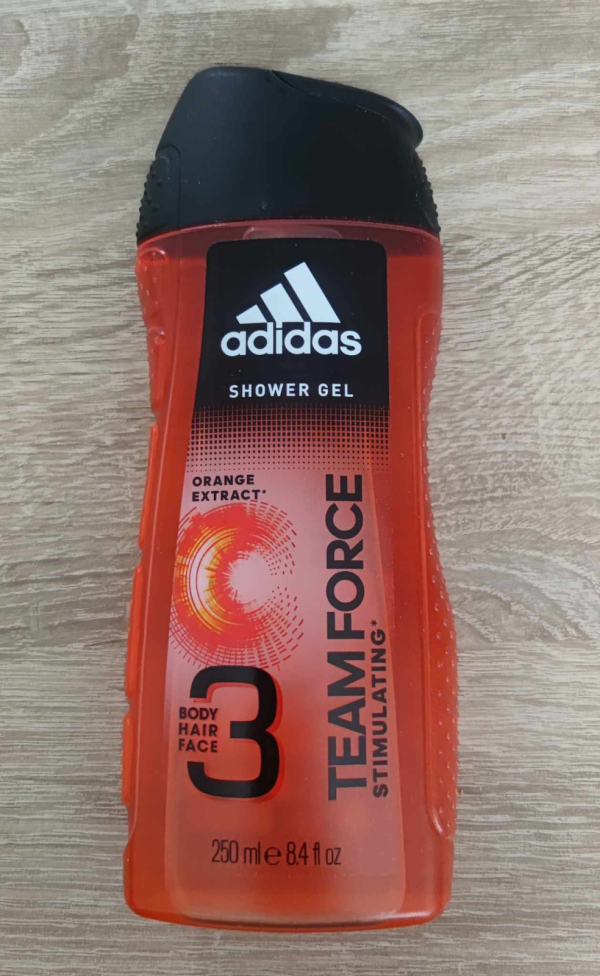 adidas
SHOWER GEL
ORANGE
EXTRACT*
TEAM FORCE
STIMULATING*
3
BODY
HAIR
FACE
250 ml e 8.4 fl oz